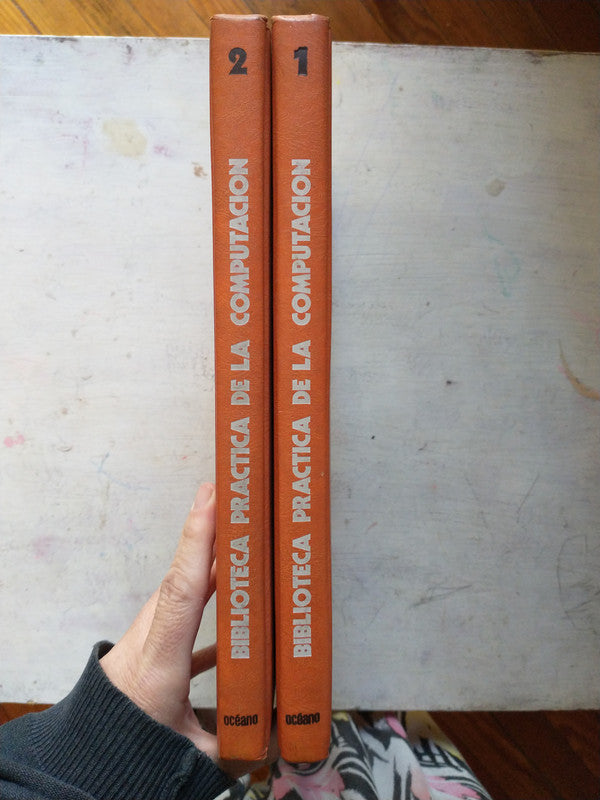 2
BIBLIOTECA PRACTICA DE LA COMPUTACION
océano
1
BIBLIOTECA PRACTICA DE LA COMPUTACION
océano